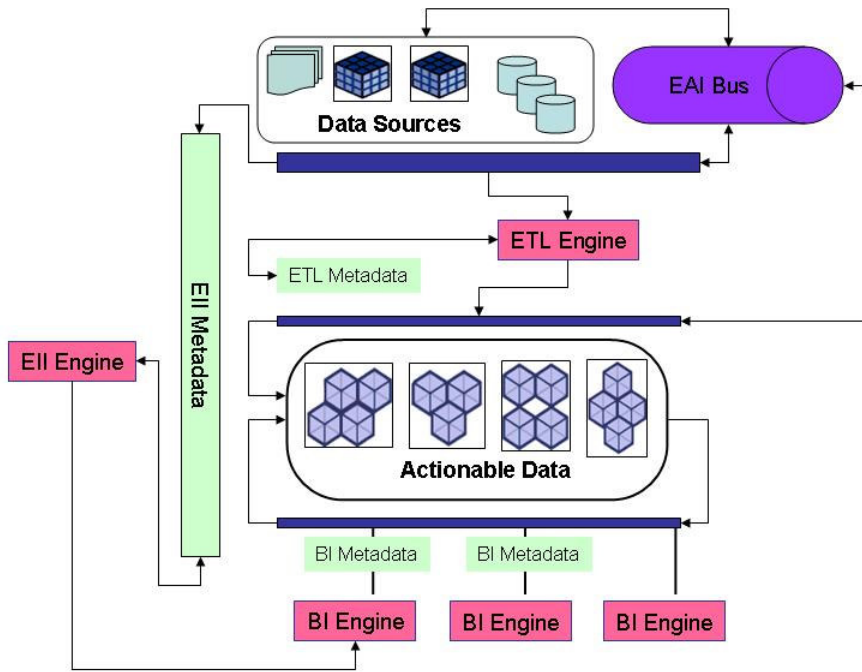 EAI Bus
Data Sources
ETL Engine
ETL Metadata
EII Metadata
EII Engine
Actionable Data
BI Metadata
BI Metadata
BI Engine
BI Engine
BI Engine